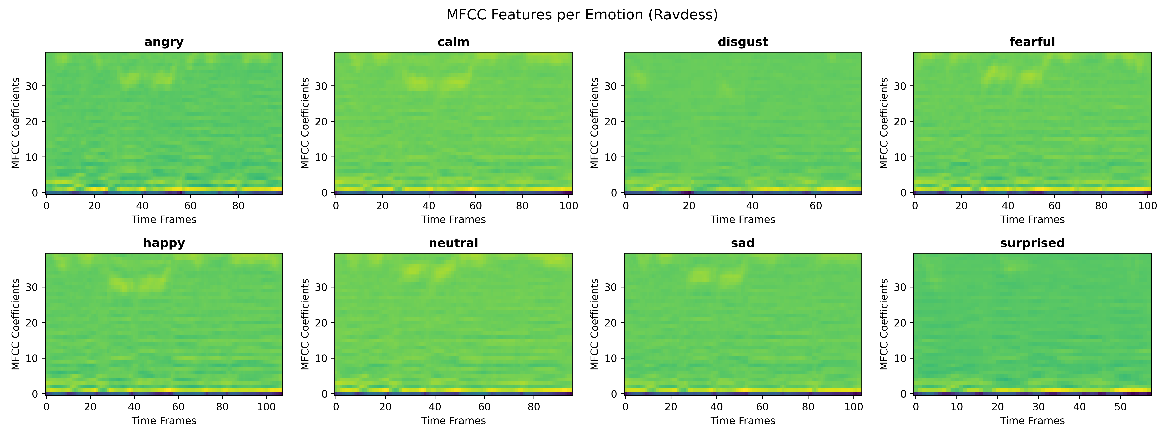 MFCC Features per Emotion (Ravdess)
angry
calm
disgust
fearful
MFCC Coefficients
30
20
10
0
0 20 40 60 80
Time Frames
MFCC Coefficients
30
20
10
0
0 20 40 60 80 100
Time Frames
MFCC Coefficients
30
20
10
0
0 20 40 60
Time Frames
MFCC Coefficients
30
20
10
0
0 20 40 60 80 100
Time Frames
happy
neutral
sad
surprised
MFCC Coefficients
30
20
10
0
0 20 40 60 80 100
Time Frames
MFCC Coefficients
30
20
10
0
0 20 40 60 80
Time Frames
MFCC Coefficients
30
20
10
0
0 20 40 60 80 100
Time Frames
MFCC Coefficients
30
20
10
0
0 10 20 30 40 50
Time Frames